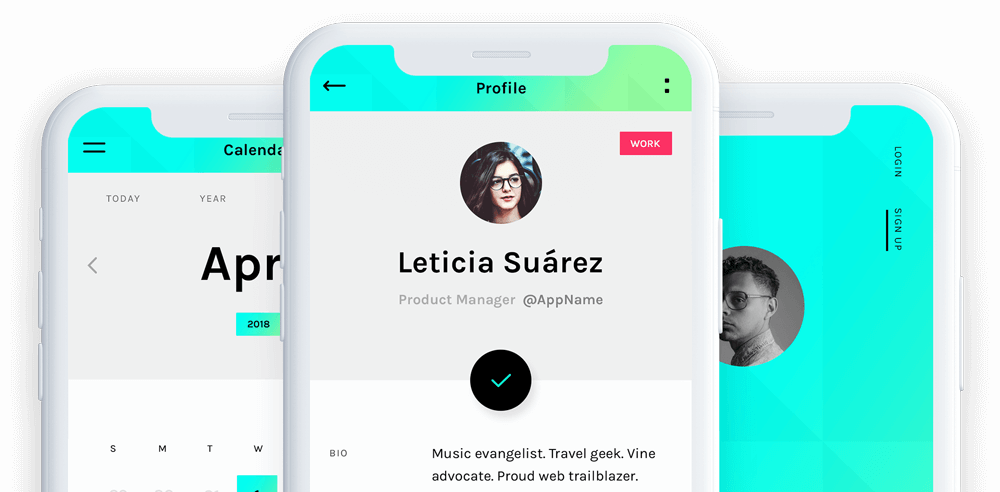 Calenda
TODAY YEAR
Apr
2018
S M T W
Profile
WORK
Leticia Suárez
Product Manager @AppName
BIO
Music evangelist. Travel geek. Vine
advocate. Proud web trailblazer.
LOGIN
SIGN UP